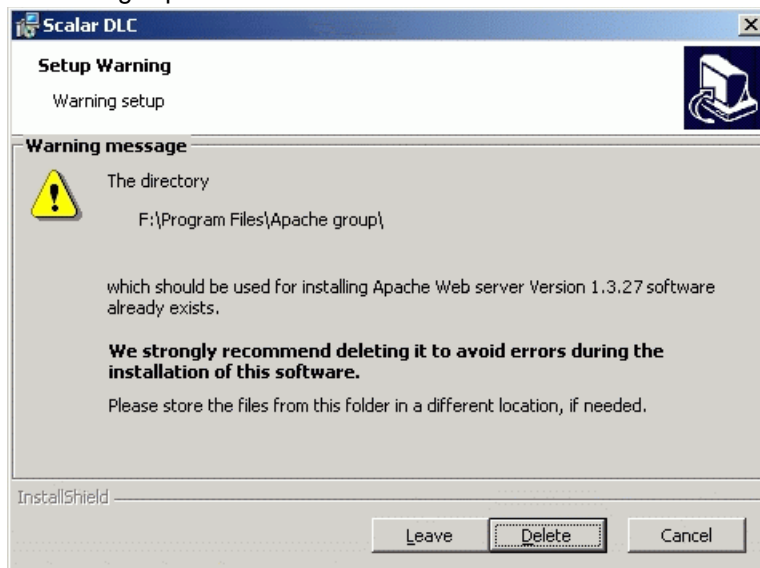 Scalar DLC
Setup Warning
Warning setup
Warning message
The directory
F:\Program Files\Apache group\
which should be used for installing Apache Web server Version 1.3.27 software
already exists.
We strongly recommend deleting it to avoid errors during the
installation of this software.
Please store the files from this folder in a different location, if needed.
InstallShield
Leave Delete Cancel